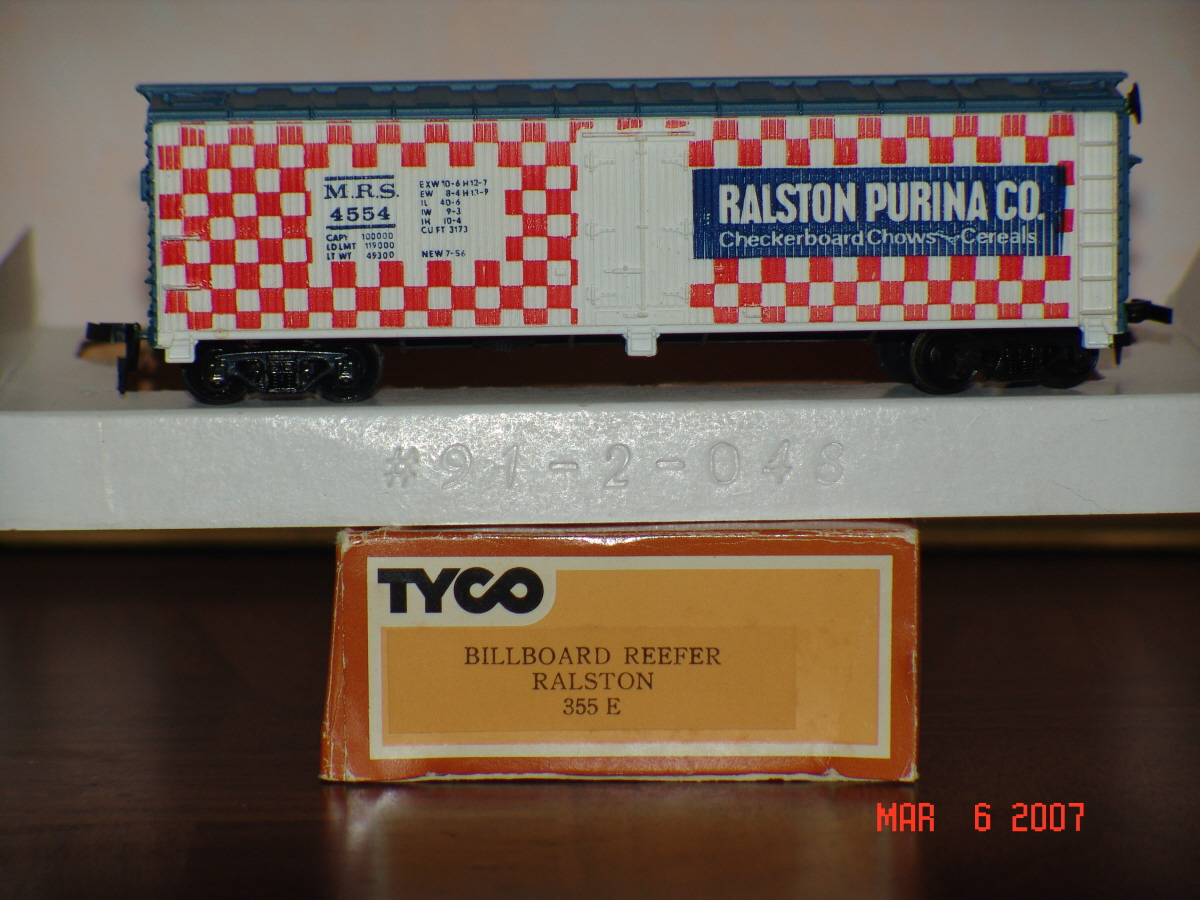 M.R.S.
4554
CAPY 100000
LD LMT 119000
LT WT 49300
EXW 10-6 H 12-7
EW 8-4 H 11-9
IL 40-6
IW 9-3
IH 10-4
CU FT 3173
NEW 7-56
RALSTON PURINA CO.
Checkerboard Chows Cereals
#91-2-048
TYCO
BILLBOARD REEFER
RALSTON
355 E
MAR 6 2007